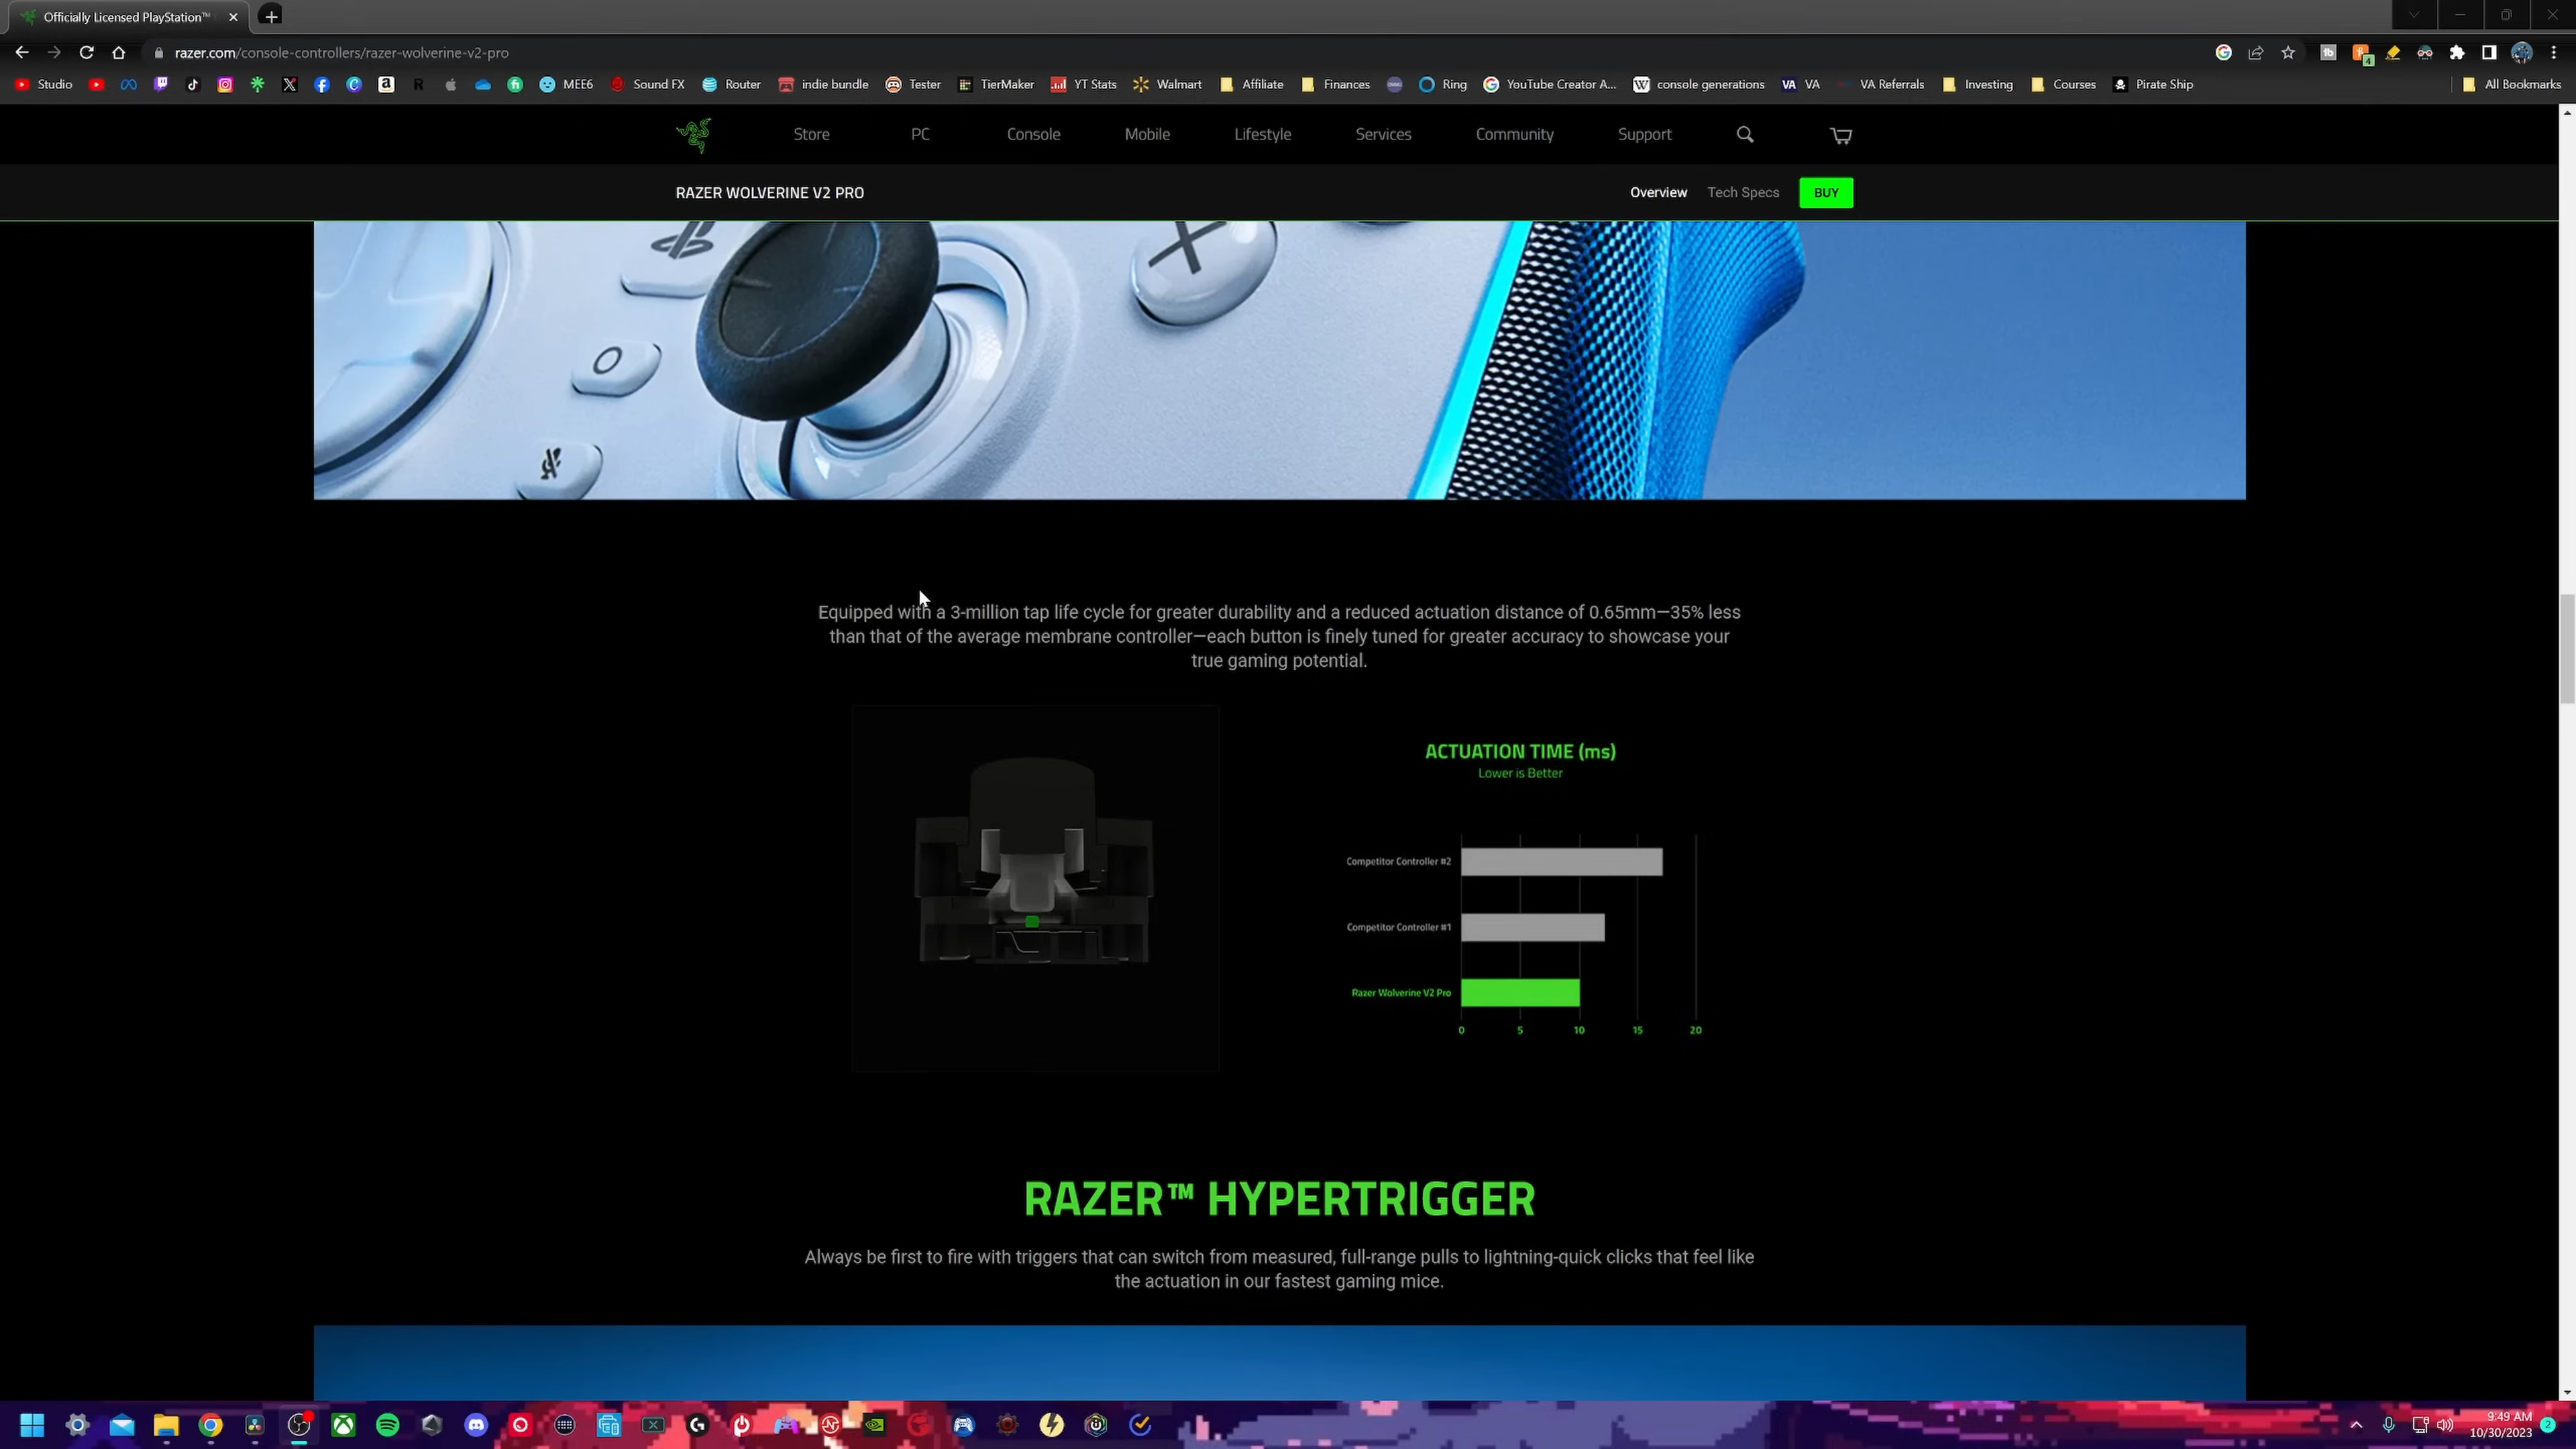 Officially Licensed PlayStation™
razer.com/console-controllers/razer-wolverine-v2-pro
4
Studio
MEE6
Sound FX
Router
indie bundle
Tester
TierMaker
YT Stats
Walmart
Affiliate
Finances
Ring
YouTube Creator A...
console generations
VA VA
VA Referrals
Investing
Courses
Pirate Ship
All Bookmarks
Store PC Console Mobile Lifestyle Services Community Support
RAZER WOLVERINE V2 PRO
Overview Tech Specs BUY
Equipped with a 3-million tap life cycle for greater durability and a reduced actuation distance of 0.65mm—35% less
than that of the average membrane controller—each button is finely tuned for greater accuracy to showcase your
true gaming potential.
ACTUATION TIME (ms)
Lower is Better
Competitor Controller #2
Competitor Controller #1
Razer Wolverine V2 Pro
0 5 10 15 20
RAZER™ HYPERTRIGGER
Always be first to fire with triggers that can switch from measured, full-range pulls to lightning-quick clicks that feel like
the actuation in our fastest gaming mice.
9:49 AM
10/30/2023
2